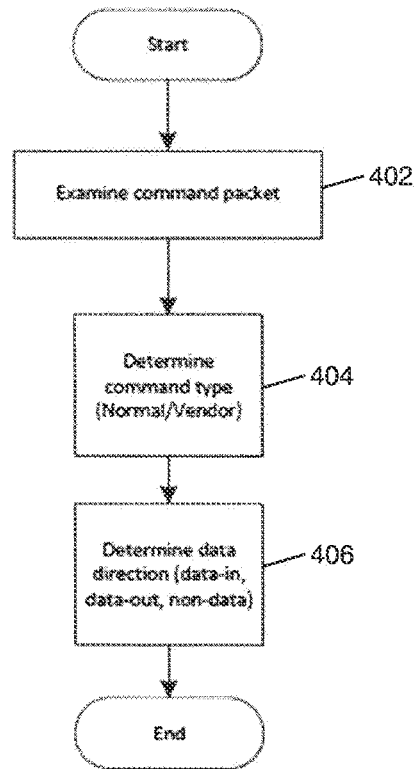 Start
Examine command packet
402
Determine
command type
(Normal/Vendor)
404
Determine data
direction (data-in,
data-out, non-data)
406
End